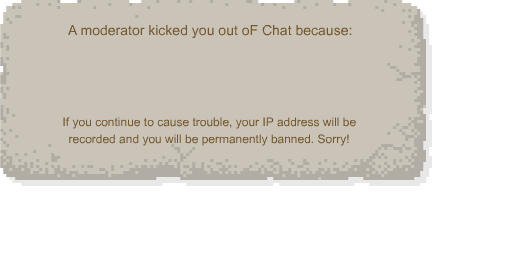 A moderator kicked you out oF Chat because:
If you continue to cause trouble, your IP address will be
recorded and you will be permanently banned. Sorry!